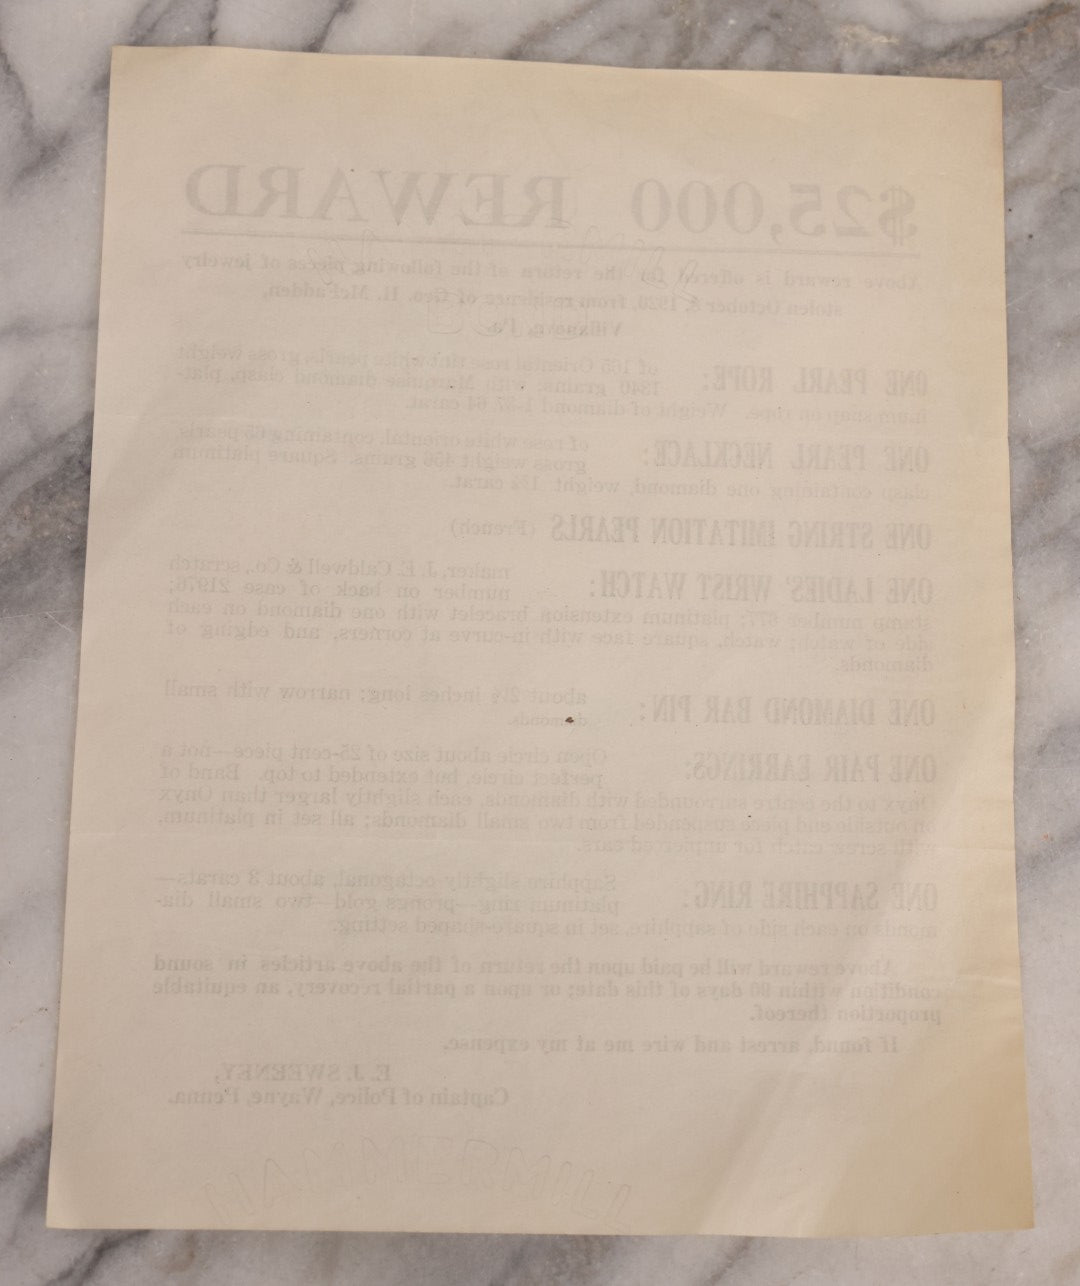 $25,000 REWARD
Above reward is offered for the return of the following pieces of jewelry
stolen October 1920, from residence of Geo. H. McFadden,
Villanova, Pa.
ONE PEARL ROPE: of 165 Oriental rose tint white pearls, gross weight
1340 grains, with Marquise diamond clasp, plat-
inum snap on rope. Weight of diamond carat.
ONE PEARL NECKLACE: of rose white oriental, containing 65 pearls,
gross weight 456 grains. Square platinum
clasp containing one diamond, weight carat.
ONE STRING IMITATION PEARLS (French)
ONE LADIES' WRIST WATCH: maker, J. E. Caldwell & Co., scratch
number on back of case 21976;
stamp number 877; platinum extension bracelet with one diamond on each
side of watch; watch, square face with in-curve at corners, and edging of
diamonds.
ONE DIAMOND BAR PIN: about 2½ inches long; narrow with small
diamonds.
ONE PAIR EARRINGS: Open circle about size of 25-cent piece—not a
perfect circle, but extended to top. Band of
Onyx to the centre surrounded with diamonds, each slightly larger than Onyx
on outside end piece suspended from two small diamonds; all set in platinum,
with screw catch for unpierced ears.
ONE SAPPHIRE RING: Sapphire slightly octagonal, about 3 carats—
platinum ring—prongs gold—two small dia-
monds on each side of sapphire, set in square-shaped setting.
Above reward will be paid upon the return of the above articles in sound
condition within 90 days of this date; or upon a partial recovery, an equitable
proportion thereof.
If found, arrest and wire me at my expense.
E. J. SWEENEY,
Captain of Police, Wayne, Penna.
HAMMERMILL